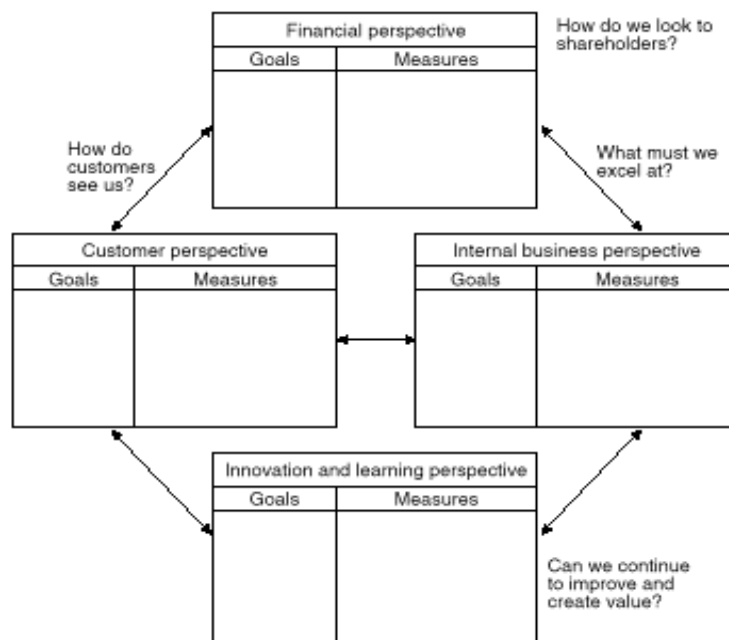 Financial perspective
Goals Measures
How do we look to
shareholders?
How do
customers
see us?
What must we
excel at?
Customer perspective
Goals Measures
Internal business perspective
Goals Measures
Innovation and learning perspective
Goals Measures
Can we continue
to improve and
create value?